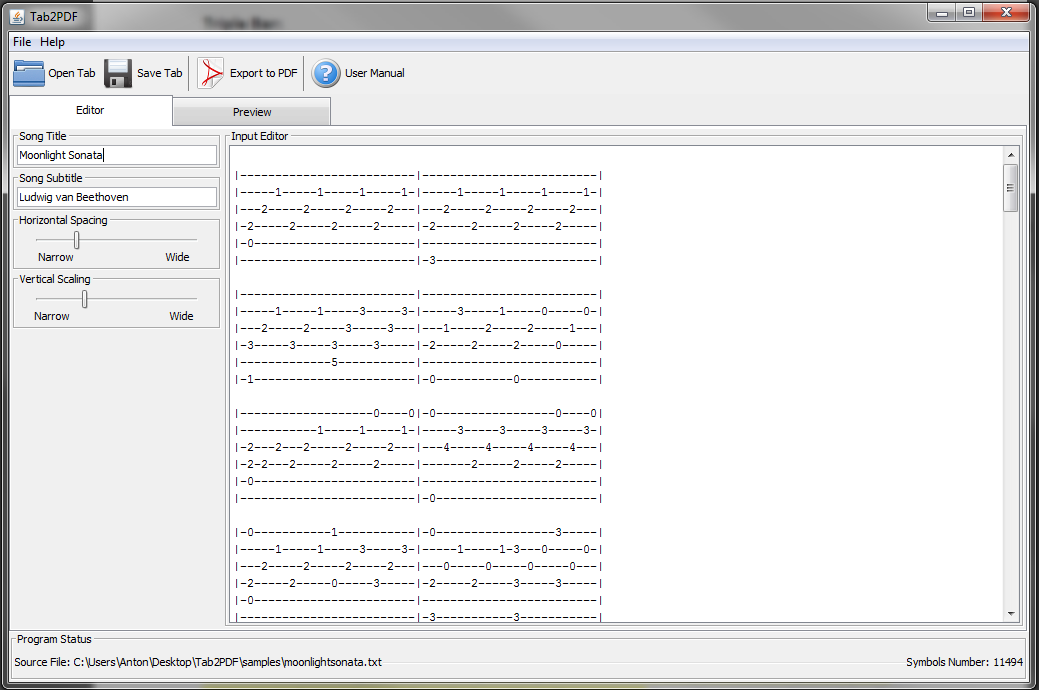 Tab2PDF
File Help
Open Tab Save Tab Export to PDF User Manual
Editor Preview
Song Title
Moonlight Sonata
Song Subtitle
Ludwig van Beethoven
Horizontal Spacing
Narrow Wide
Vertical Scaling
Narrow Wide
Input Editor
|-------------------------|-------------------------|
|-----1-----1-----1-----1-|-----1-----1-----1-----1-|
|---2-----2-----2-----2---|---2-----2-----2-----2---|
|-2-----2-----2-----2-----|-2-----2-----2-----2-----|
|-0-----------------------|-------------------------|
|-------------------------|-3-----------------------|
|-------------------------|-------------------------|
|-----1-----1-----3-----3-|-----3-----1-----0-----0-|
|---2-----2-----3-----3---|---1-----2-----2-----1---|
|-3-----3-----3-----3-----|-2-----2-----2-----0-----|
|-------------5-----------|-------------------------|
|-1-----------------------|-0-----------0-----------|
|-------------------0----0|-0-----------------0----0|
|-----------1-----1-----1-|-----3-----3-----3-----3-|
|-2---2---2-----2-----2---|---4-----4-----4-----4---|
|-2-2---2-----2-----2-----|-------2-----2-----2-----|
|-0-----------------------|-------------------------|
|-------------------------|-0-----------------------|
|-0-----------1-----------|-0-----------------3-----|
|-----1-----1-----3-----3-|-----1-----1-3---0-----0-|
|---2-----2-----2-----2---|---0-----0-----0-----0---|
|-2-----2-----0-----3-----|-2-----2-----3-----3-----|
|-0-----------------------|-------------------------|
|-------------------------|-3-----------3-----------|
Program Status
Source File: C:\Users\Anton\Desktop\Tab2PDF\samples\moonlightsonata.txt Symbols Number: 11494